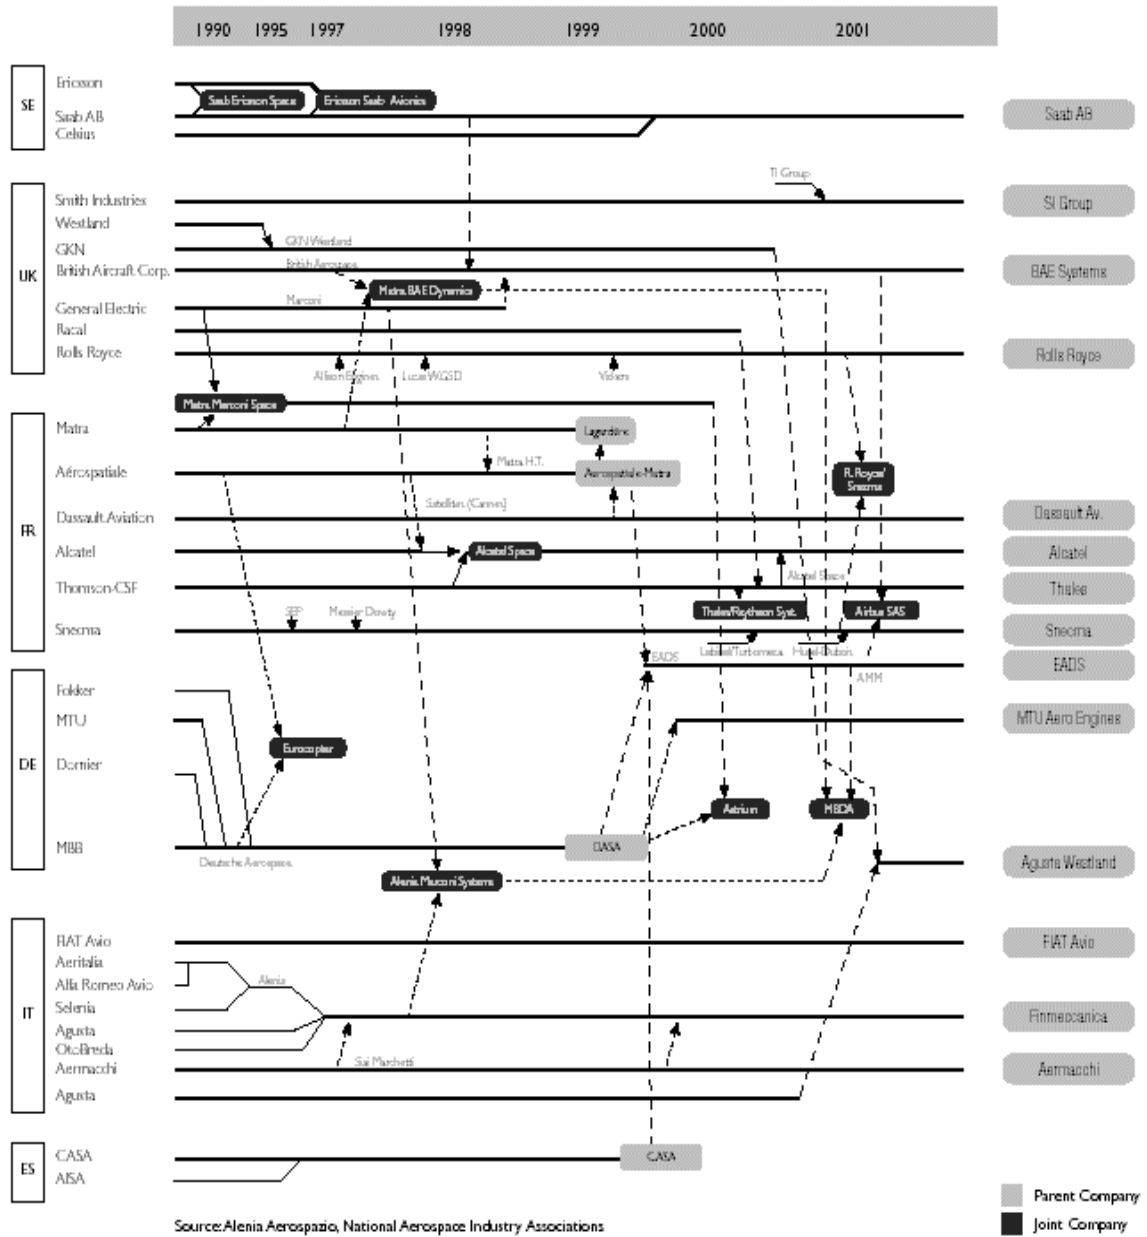 1990 1995 1997 1998 1999 2000 2001
SE
Ericsson
Saab Ericsson Space
Ericsson Saab Avionics
Saab AB
Saab AB
Celsius
UK
TI Group
Smith Industries
SI Group
Westland
GKN
GKN Westland
British Aerospace
British Aircraft Corp.
BAE Systems
Matra BAE Dynamics
General Electric
Marconi
Racal
Rolls Royce
Rolls Royce
Allison Engines
Lucas WGSD
Vickers
Matra Marconi Space
FR
Matra
Lagardère
Matra H.T.
Aérospatiale
Aerospatiale-Matra
R. Royce/
Snecma
Satellites (Cannes)
Dassault Aviation
Dassault Av.
Alcatel
Alcatel Space
Alcatel
Alcatel Space
Thomson-CSF
Thales
SEP
Messier-Dowty
Thales/Raytheon Syst.
Airbus SAS
Snecma
Snecma
Labinal/Turbomeca
Hurel-Dubois
EADS
EADS
AMM
DE
Fokker
MTU
MTU Aero Engines
Eurocopter
Dornier
Astrium
MBDA
MBB
DASA
Deutsche Aerospace
Agusta Westland
Alenia Marconi Systems
IT
FIAT Avio
FIAT Avio
Aeritalia
Alfa Romeo Avio
Alenia
Selenia
Finmeccanica
Agusta
OtoBreda
Siai Marchetti
Aermacchi
Aermacchi
Agusta
ES
CASA
CASA
AISA
Parent Company
Joint Company
Source: Alenia Aerospazio, National Aerospace Industry Associations